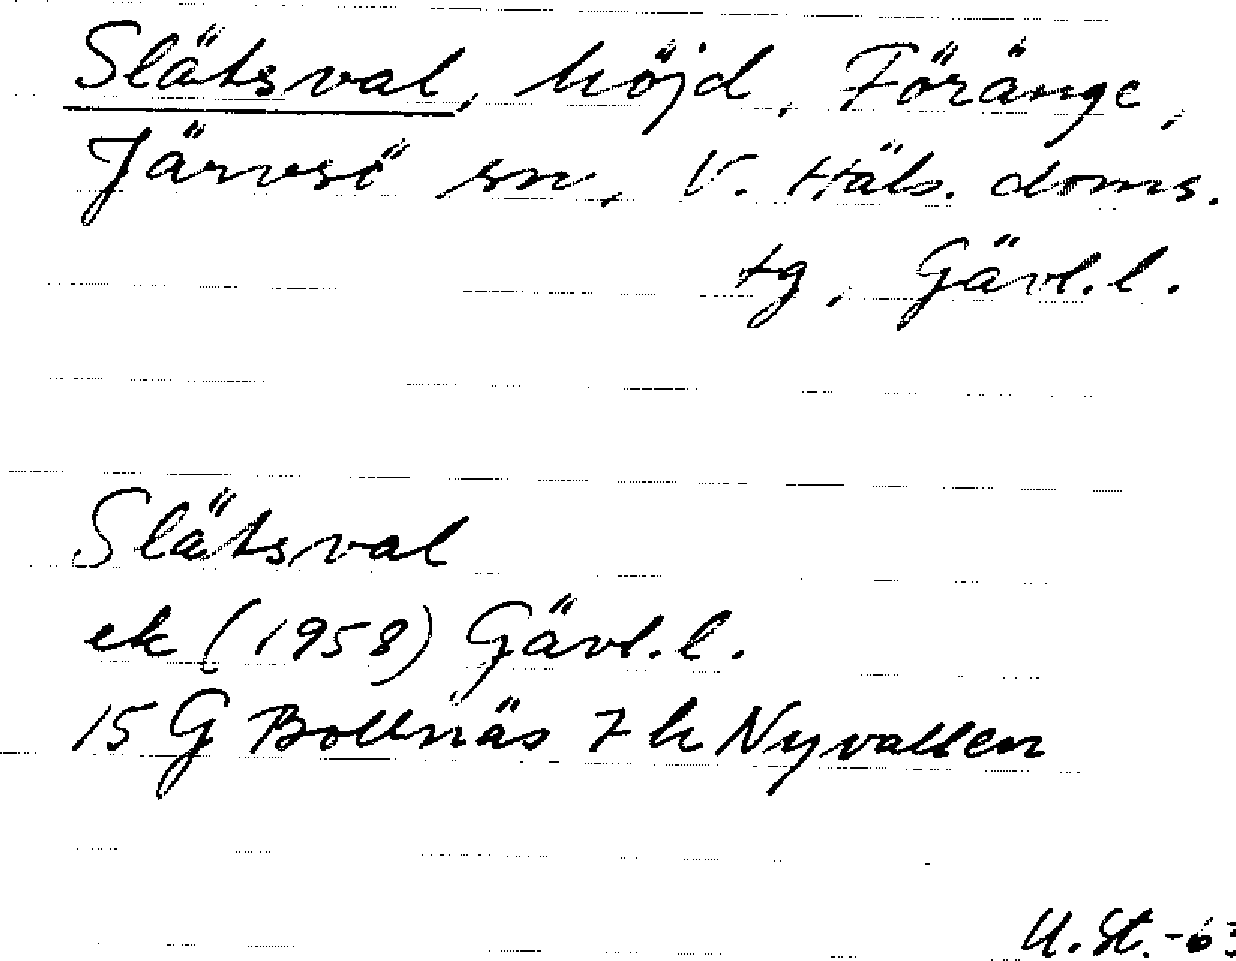 Slätsval, höjd, Föränge,
Järvsö sn, V. Häls. doms.
tg, Gävl.l.
Slätsval
ek (1958) Gävl.l.
15 G Bollnäs 7 h Nyvallen
U. St.-63